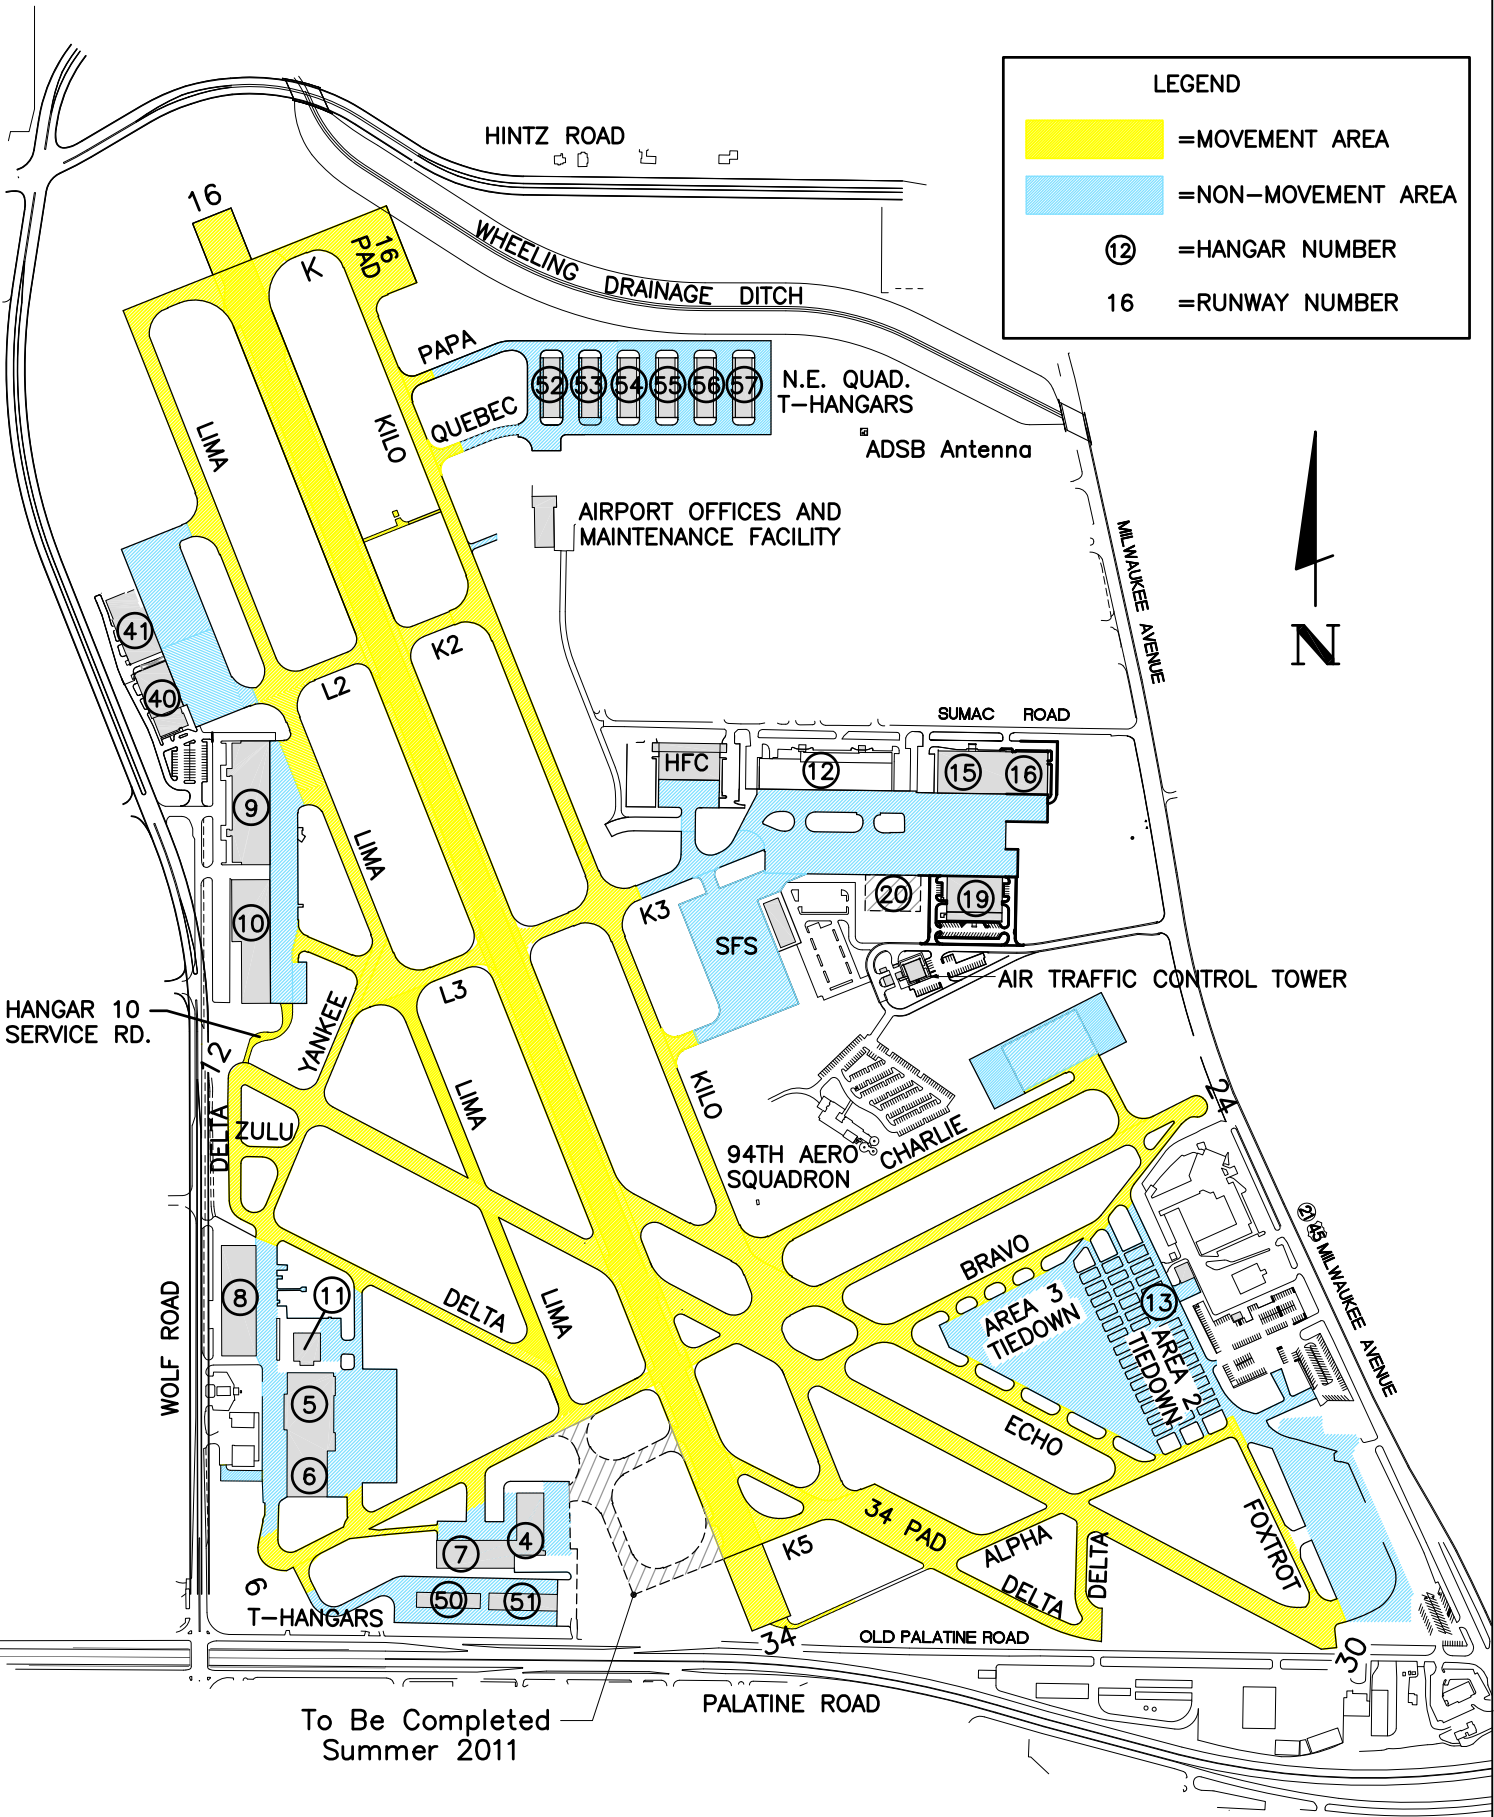 LEGEND
=MOVEMENT AREA
=NON-MOVEMENT AREA
12 =HANGAR NUMBER
16 =RUNWAY NUMBER
HINTZ ROAD
16
16 PAD
K
WHEELING DRAINAGE DITCH
PAPA
QUEBEC
52 53 54 55 56 57
N.E. QUAD.
T-HANGARS
ADSB Antenna
LIMA
KILO
AIRPORT OFFICES AND
MAINTENANCE FACILITY
MILWAUKEE AVENUE
N
41
40
K2
L2
SUMAC ROAD
HFC
12
15
16
9
LIMA
10
K3
20
19
SFS
L3
AIR TRAFFIC CONTROL TOWER
HANGAR 10
SERVICE RD.
YANKEE
12
LIMA
KILO
24
DELTA
ZULU
94TH AERO
SQUADRON
CHARLIE
21 45 MILWAUKEE AVENUE
BRAVO
WOLF ROAD
8
11
DELTA
LIMA
AREA 3
TIEDOWN
13
AREA 2
TIEDOWN
5
6
ECHO
34 PAD
FOXTROT
4
7
K5
ALPHA
DELTA
DELTA
6
50
51
T-HANGARS
34
OLD PALATINE ROAD
30
PALATINE ROAD
To Be Completed
Summer 2011